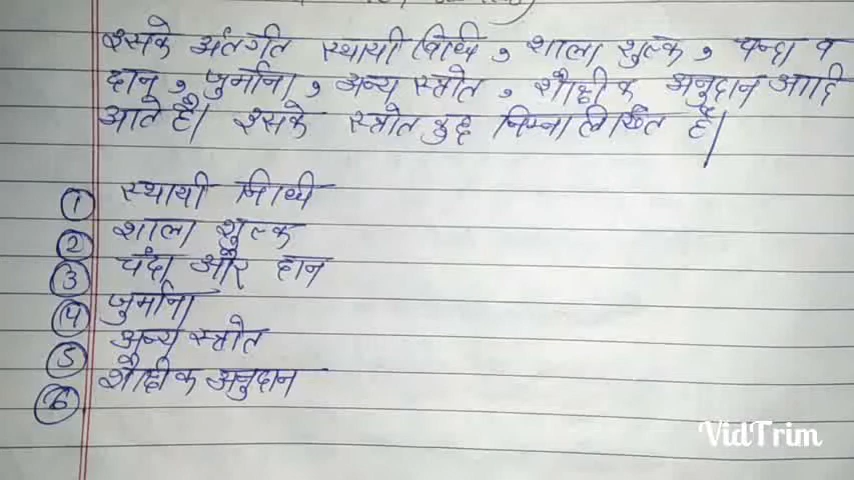 इसके अंतर्गत स्थायी निधि, शाला शुल्क, चन्दा व
दान, जुर्माना, अन्य स्त्रोत, शैक्षीक अनुदान आदि
आते है। इसके स्त्रोत कुछ निम्नलिखित है।
① स्थायी निधि
② शाला शुल्क
③ चंदा और दान
④ जुर्माना
⑤ अन्य स्त्रोत
⑥ शैक्षीक अनुदान
VidTrim